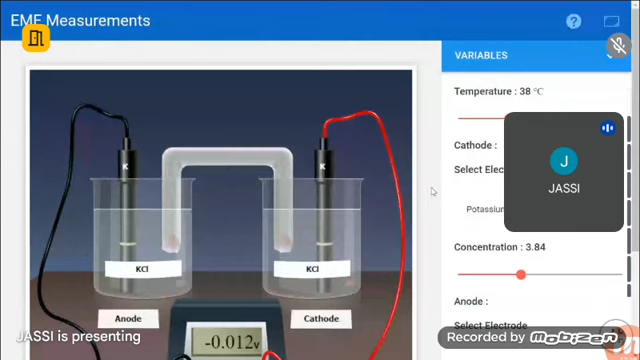 EMF Measurements
?
VARIABLES
Temperature : 38 °C
Cathode :
Select Elect
Potassium
J
JASSI
Concentration : 3.84
Anode :
Select Electrode
K
K
KCl
KCl
Anode
Cathode
-0.012v
JASSI is presenting
Recorded by MOBIZEN